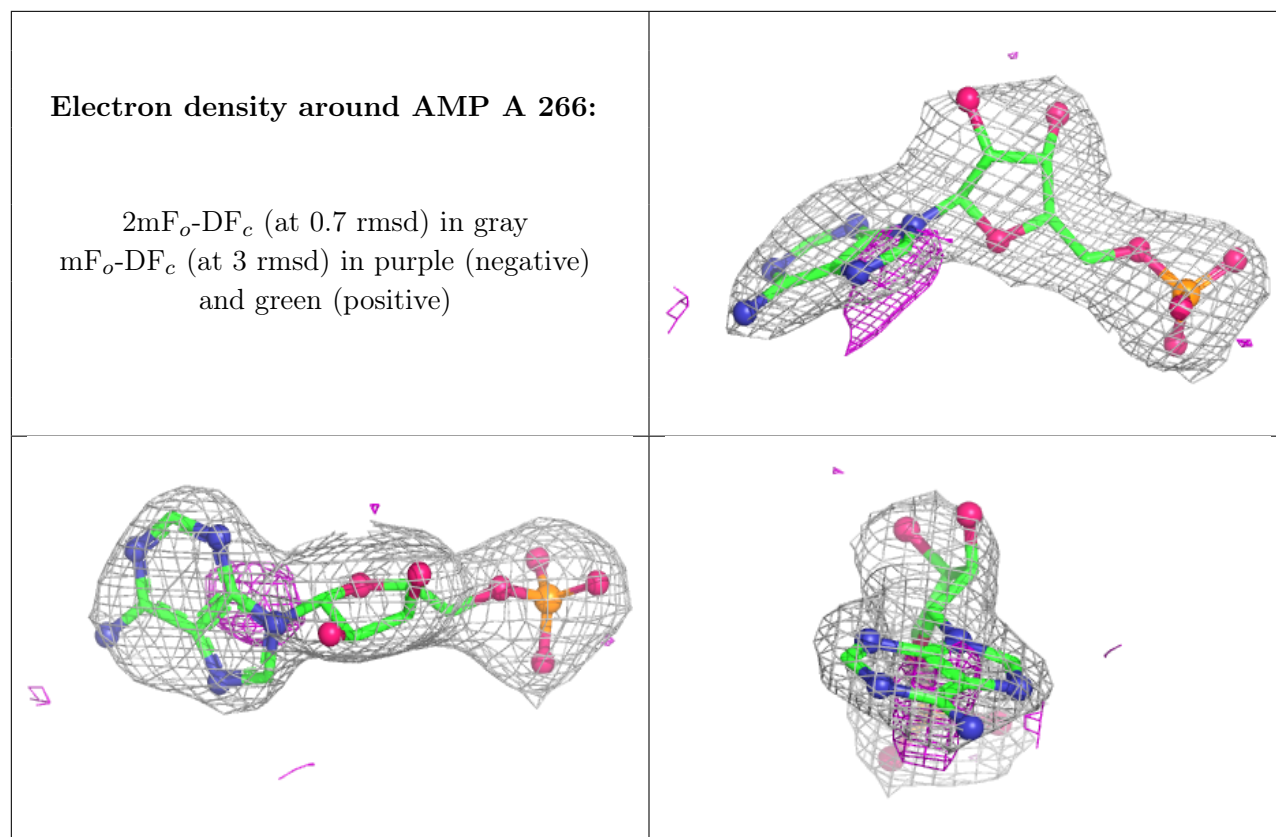 Electron density around AMP A 266:
2mFo-DFc (at 0.7 rmsd) in gray
mFo-DFc (at 3 rmsd) in purple (negative)
and green (positive)